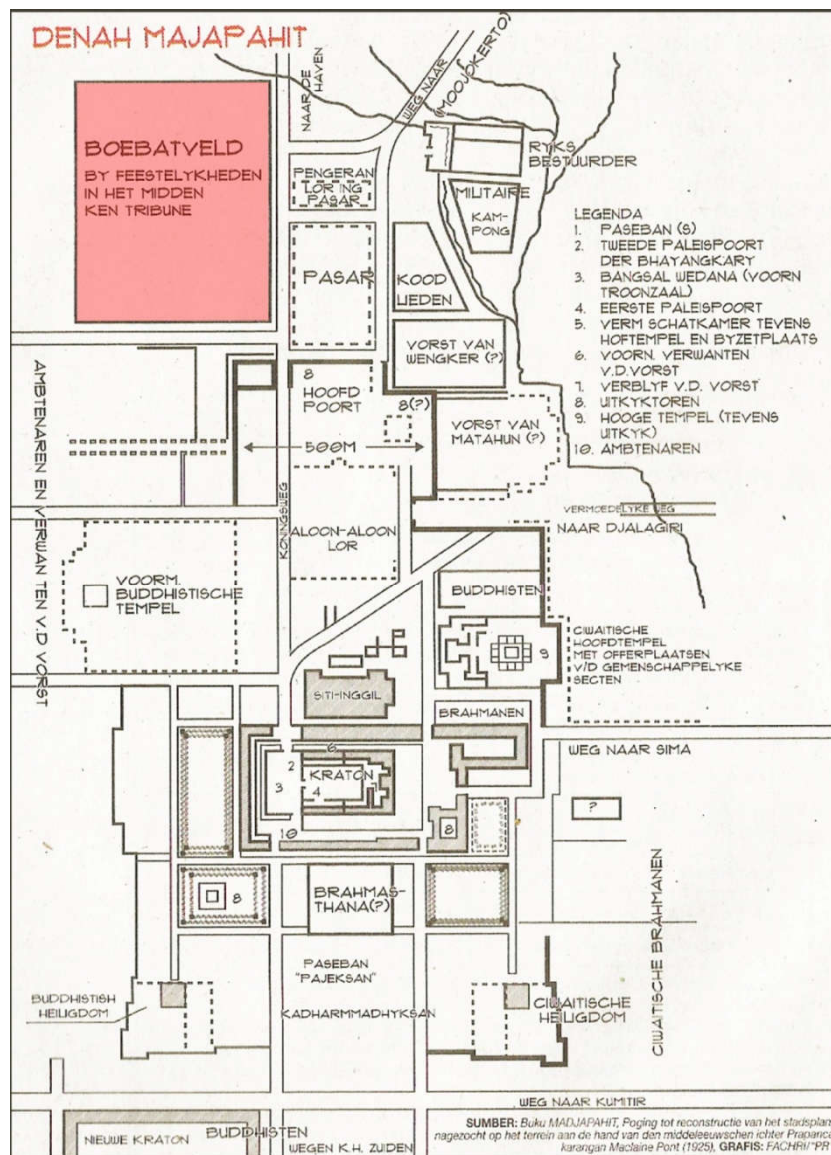 DENAH MAJAPAHIT
NAAR DE
HAVEN
WEG NAAR
(MOOJOKERTO)
BOEBATVELD
BY FEESTELYKHEDEN
IN HET MIDDEN
KEN TRIBUNE
PENGERAN
LOR ING
PASAR
RYKS
BESTUURDER
MILITAIRE
KAM-
PONG
PASAR
KOOD
LIEDEN
LEGENDA
1. PASEBAN (S)
2. TWEEDE PALEISPOORT
DER BHAYANGKARY
3. BANGSAL WEDANA (VOORN
TROONZAAL)
4. EERSTE PALEISPOORT
5. VERM SCHATKAMER TEVENS
HOFTEMPEL EN BYZETPLAATS
6. VOORN. VERWANTEN
V.D.VORST
7. VERBLYF V.D. VORST
8. UITKYKTOREN
9. HOOGE TEMPEL (TEVENS
UITKYK)
10. AMBTENAREN
VORST VAN
WENGKER (?)
AMBTENAREN EN VERWAN TEN V.D VORST
8
HOOFD
POORT
8(?)
500M
VORST VAN
MATAHUN (?)
KONINGSWEG
ALOON-ALOON
LOR
VERMOEDELYKE WEG
NAAR DJALAGIRI
VOORM.
BUDDHISTISCHE
TEMPEL
BUDDHISTEN
9
CIWAITISCHE
HOOFDTEMPEL
MET OFFERPLAATSEN
V/D GEMENSCHAPPELYKE
SECTEN
SITI-INGGIL
BRAHMANEN
WEG NAAR SIMA
6
2
KRATON
3
4
7
10
8
?
8
BRAHMAS-
THANA(?)
PASEBAN
"PAJEKSAN"
KADHARMMADHYKSAN
BUDDHISTISH
HEILIGDOM
CIWAITISCHE
HEILIGDOM
CIWAITISCHE BRAHMANEN
WEG NAAR KUMITIR
NIEUWE KRATON
BUDDHISTEN
WEGEN K.H. ZUIDEN
SUMBER: Buku MADJAPAHIT, Poging tot reconstructie van het stadsplan,
nagezocht op het terrein aan de hand van den middeleeuwschen ichter Prapanca
karangan Maclaine Pont (1925), GRAFIS: FACHRI/"PR"